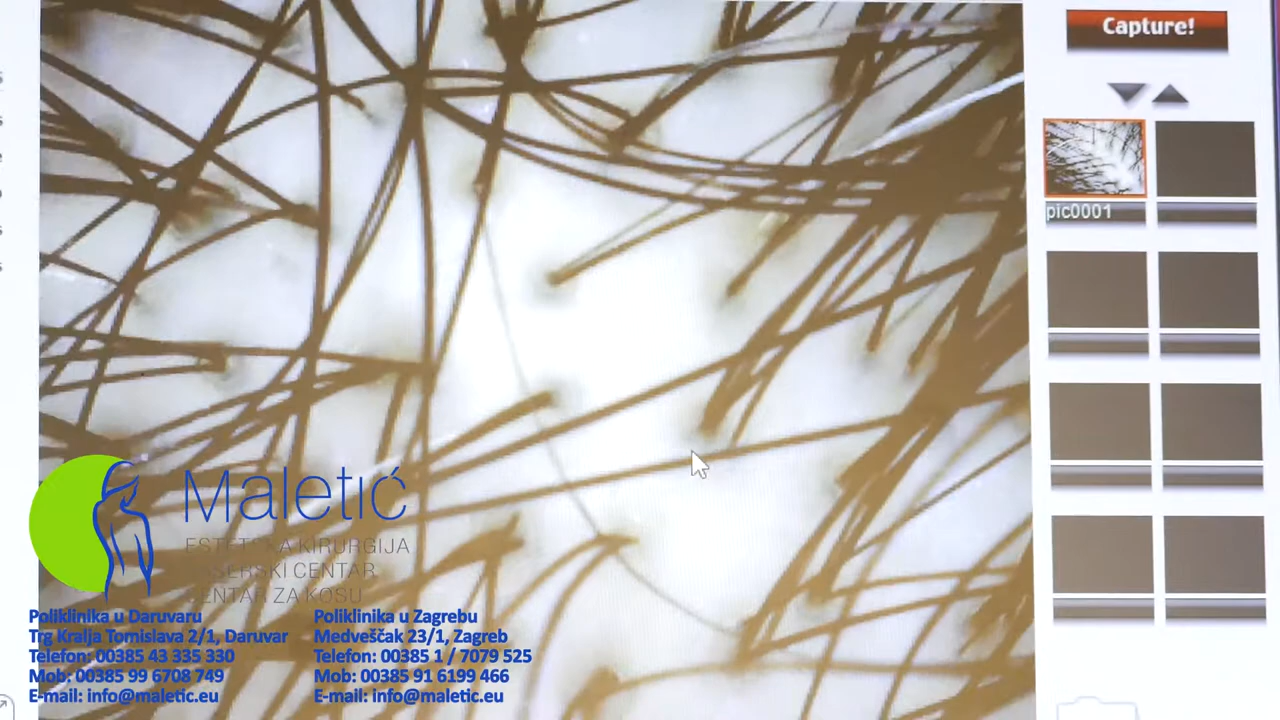 Capture!
pic0001
Maletić
ESTETSKA KIRURGIJA
LASERSKI CENTAR
CENTAR ZA KOSU
Poliklinika u Daruvaru
Trg Kralja Tomislava 2/1, Daruvar
Telefon: 00385 43 335 330
Mob: 00385 99 6708 749
E-mail: info@maletic.eu
Poliklinika u Zagrebu
Medveščak 23/1, Zagreb
Telefon: 00385 1 / 7079 525
Mob: 00385 91 6199 466
E-mail: info@maletic.eu